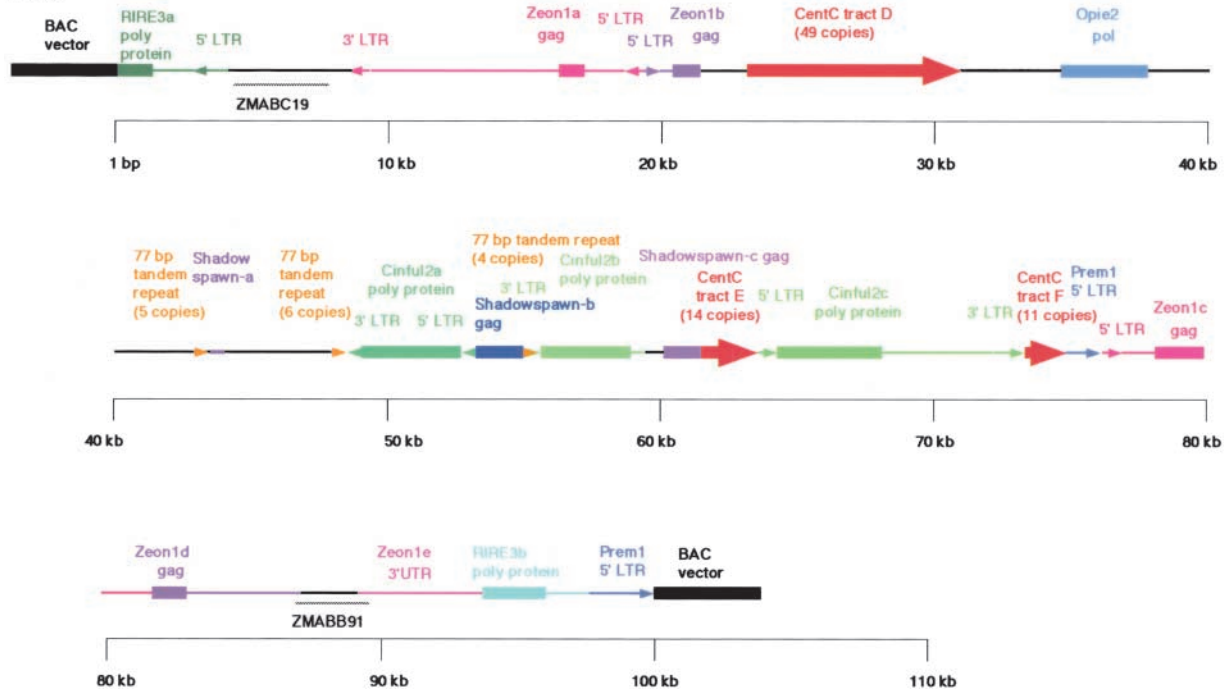 BAC
vector
RIRE3a
poly
protein
5' LTR
3' LTR
Zeon1a
gag
5' LTR
5' LTR
Zeon1b
gag
CentC tract D
(49 copies)
Opie2
pol
ZMABC19
1 bp
10 kb
20 kb
30 kb
40 kb
77 bp
tandem
repeat
(5 copies)
Shadow
spawn-a
77 bp
tandem
repeat
(6 copies)
Cinful2a
poly protein
3' LTR
5' LTR
77 bp tandem repeat
(4 copies)
3' LTR
Shadowspawn-b
gag
Cinful2b
poly protein
Shadowspawn-c gag
CentC
tract E
(14 copies)
5' LTR
Cinful2c
poly protein
3' LTR
CentC
tract F
(11 copies)
Prem1
5' LTR
5' LTR
Zeon1c
gag
40 kb
50 kb
60 kb
70 kb
80 kb
Zeon1d
gag
Zeon1e
3'UTR
RIRE3b
poly protein
Prem1
5' LTR
BAC
vector
ZMABB91
80 kb
90 kb
100 kb
110 kb